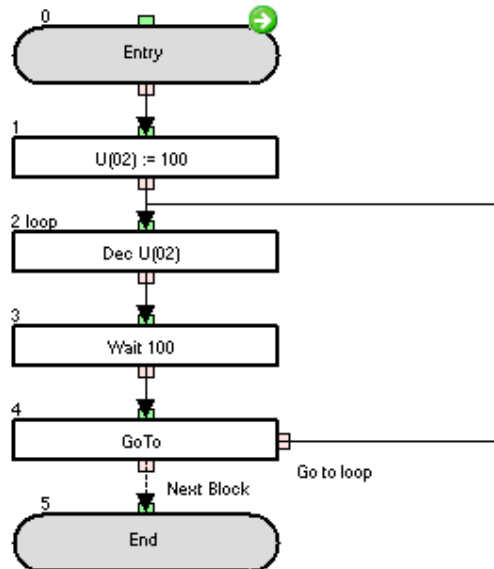 0
Entry
1
U(02) := 100
2 loop
Dec U(02)
3
Wait 100
4
GoTo
Go to loop
Next Block
5
End